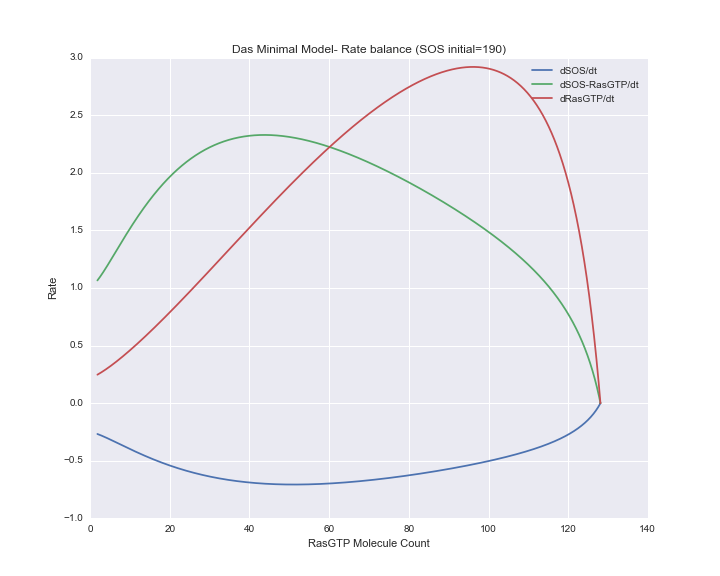 Das Minimal Model- Rate balance (SOS initial=190)
3.0
2.5
2.0
1.5
1.0
0.5
0.0
−0.5
−1.0
Rate
dSOS/dt
dSOS-RasGTP/dt
dRasGTP/dt
0 20 40 60 80 100 120 140
RasGTP Molecule Count